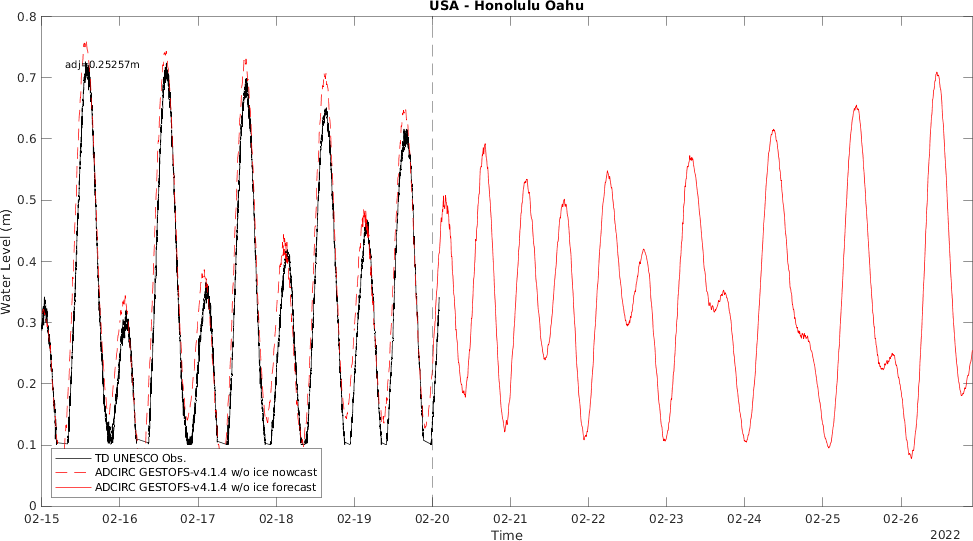 USA - Honolulu Oahu
adj=0.25257m
Water Level (m)
0.8
0.7
0.6
0.5
0.4
0.3
0.2
0.1
0
TD UNESCO Obs.
ADCIRC GESTOFS-v4.1.4 w/o ice nowcast
ADCIRC GESTOFS-v4.1.4 w/o ice forecast
02-15 02-16 02-17 02-18 02-19 02-20 02-21 02-22 02-23 02-24 02-25 02-26
Time
2022